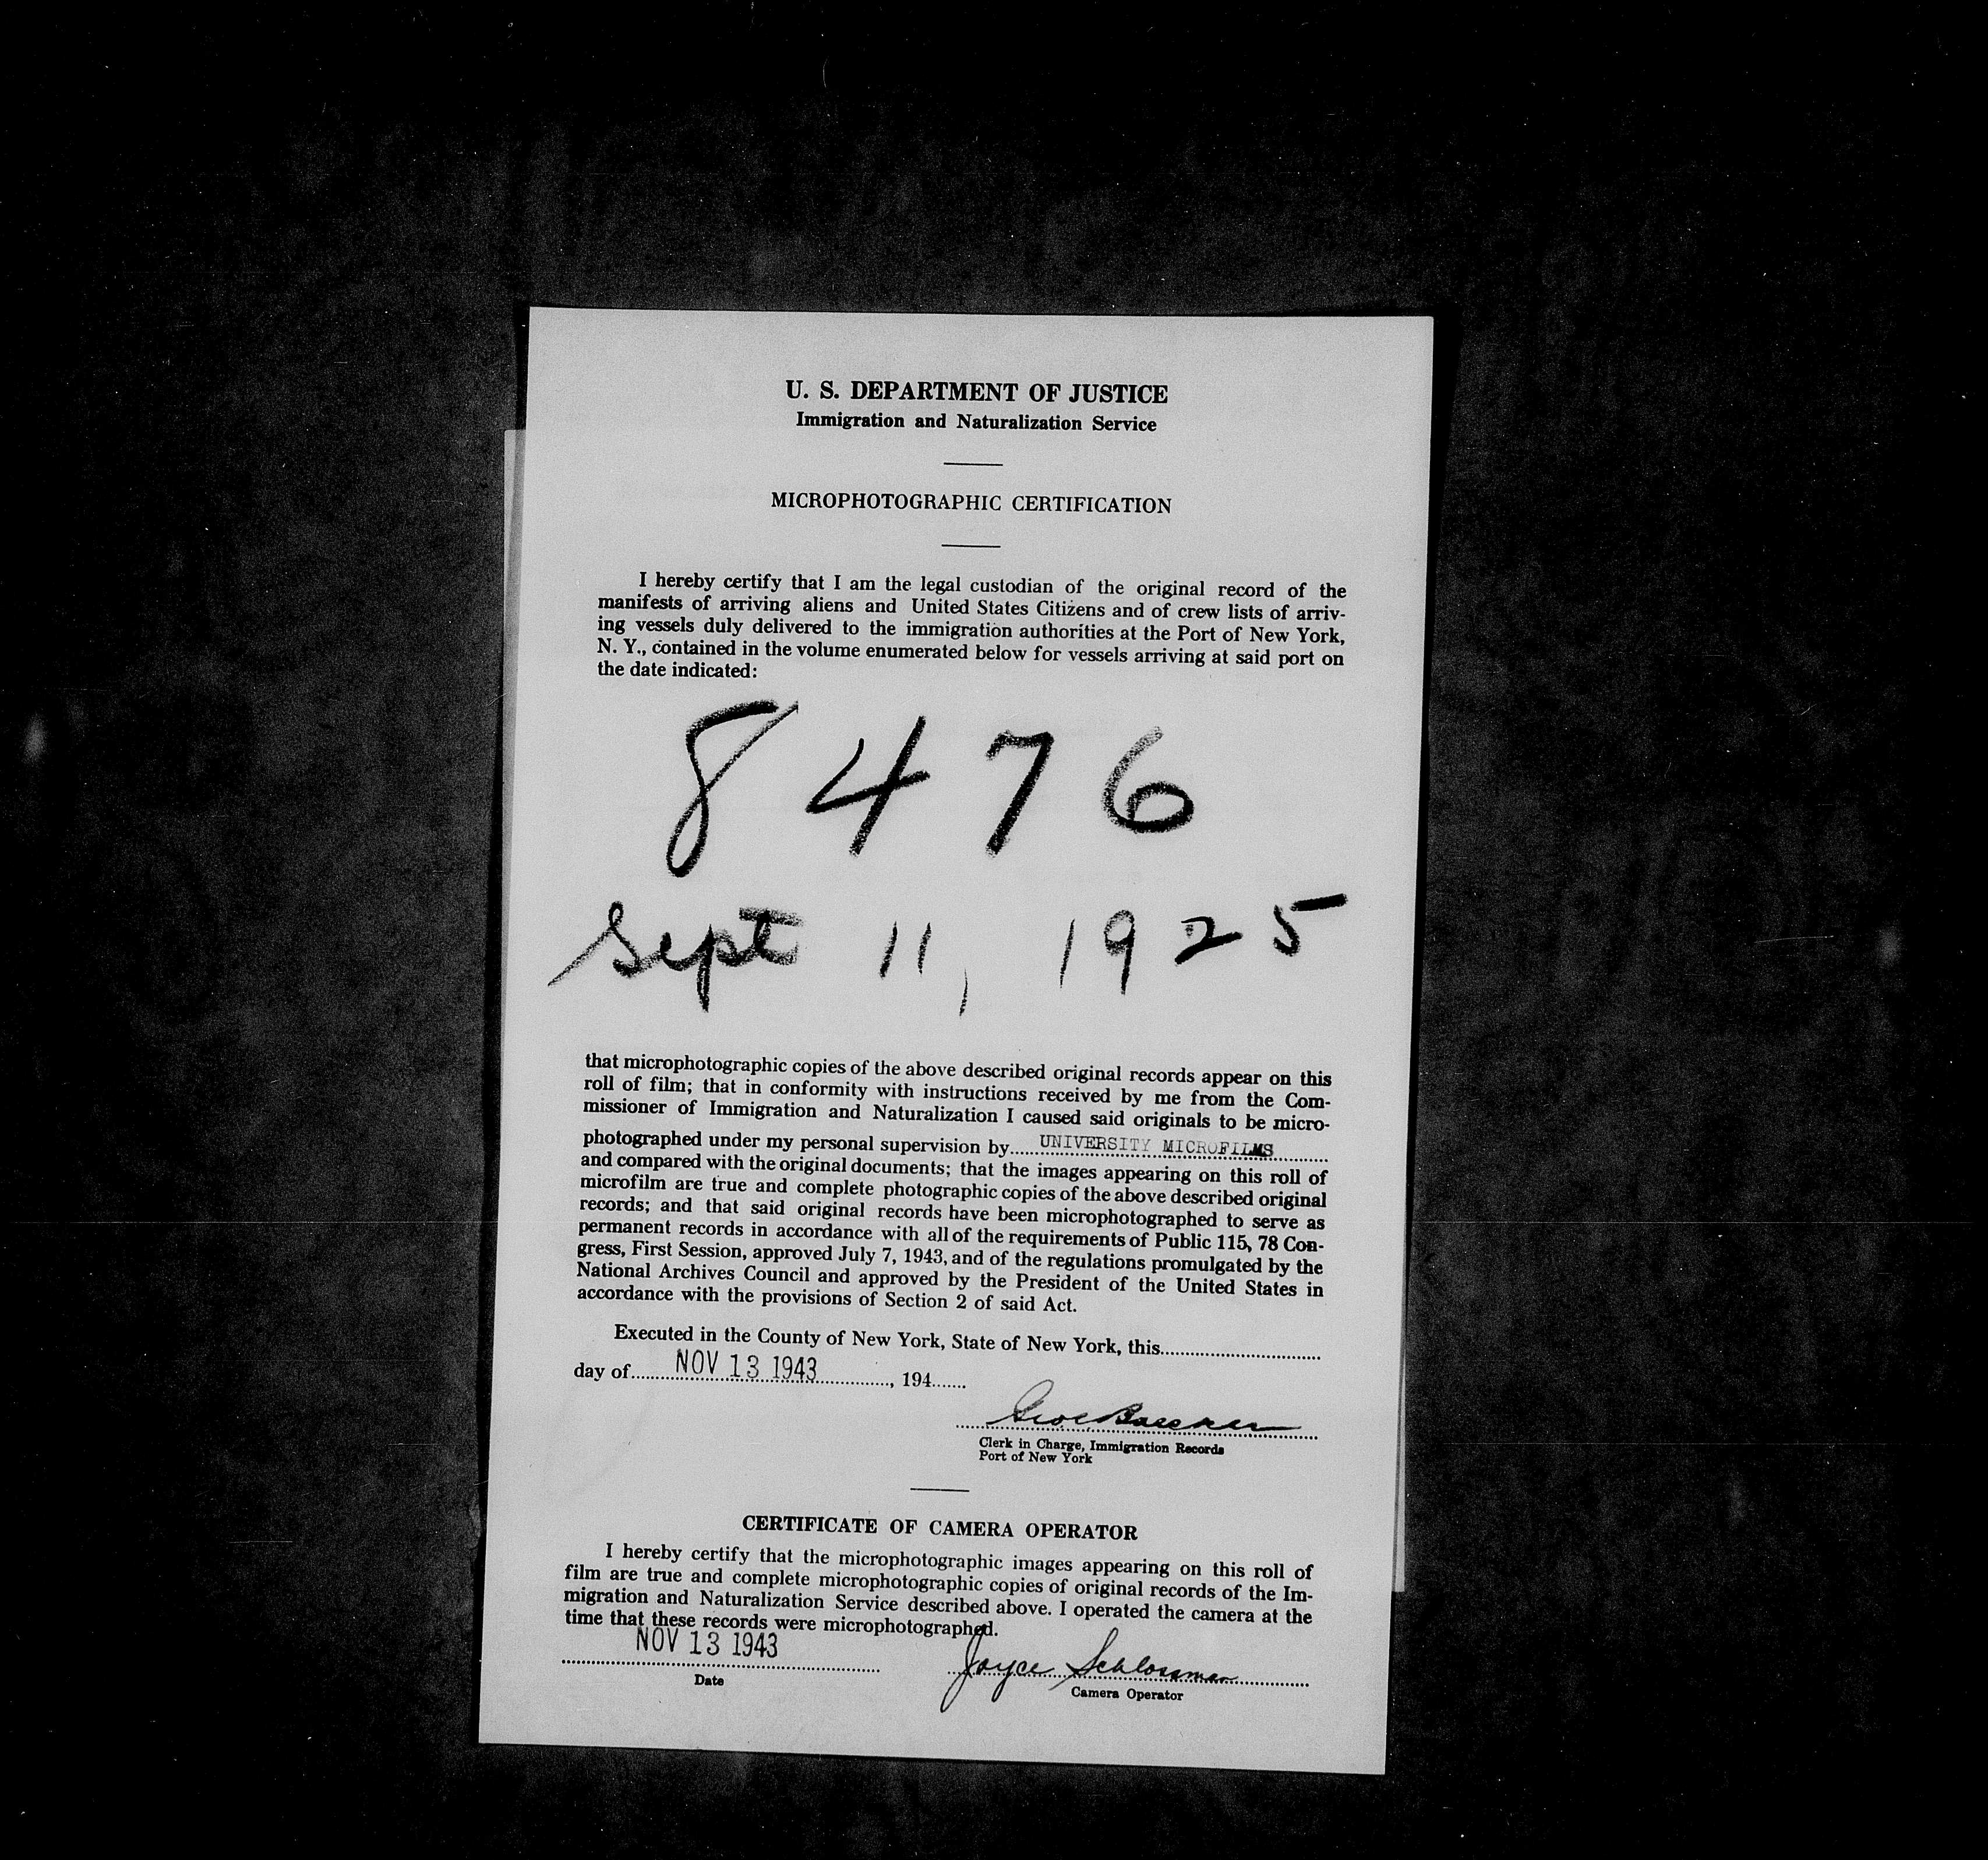 U. S. DEPARTMENT OF JUSTICE
Immigration and Naturalization Service
MICROPHOTOGRAPHIC CERTIFICATION
I hereby certify that I am the legal custodian of the original record of the
manifests of arriving aliens and United States Citizens and of crew lists of arriv-
ing vessels duly delivered to the immigration authorities at the Port of New York,
N. Y., contained in the volume enumerated below for vessels arriving at said port on
the date indicated:
8476
Sept 11, 1925
that microphotographic copies of the above described original records appear on this
roll of film; that in conformity with instructions received by me from the Com-
missioner of Immigration and Naturalization I caused said originals to be micro-
photographed under my personal supervision by UNIVERSITY MICROFILMS
and compared with the original documents; that the images appearing on this roll of
microfilm are true and complete photographic copies of the above described original
records; and that said original records have been microphotographed to serve as
permanent records in accordance with all of the requirements of Public 115, 78 Con-
gress, First Session, approved July 7, 1943, and of the regulations promulgated by the
National Archives Council and approved by the President of the United States in
accordance with the provisions of Section 2 of said Act.
Executed in the County of New York, State of New York, this
day of NOV 13 1943, 194
Clerk in Charge, Immigration Records
Port of New York
CERTIFICATE OF CAMERA OPERATOR
I hereby certify that the microphotographic images appearing on this roll of
film are true and complete microphotographic copies of original records of the Im-
migration and Naturalization Service described above. I operated the camera at the
time that these records were microphotographed.
NOV 13 1943 Joyce Schlossman
Date Camera Operator